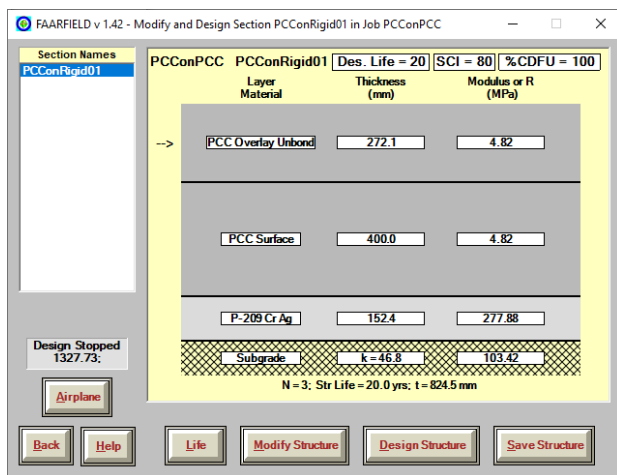 FAARFIELD v 1.42 - Modify and Design Section PCConRigid01 in Job PCConPCC
Section Names
PCConRigid01
PCConPCC PCConRigid01 Des. Life = 20 SCI = 80 %CDFU = 100
Layer Thickness Modulus or R
Material (mm) (MPa)
--> PCC Overlay Unbond 272.1 4.82
PCC Surface 400.0 4.82
P-209 Cr Ag 152.4 277.88
Subgrade k = 46.8 103.42
N = 3; Str Life = 20.0 yrs; t = 824.5 mm
Design Stopped
1327.73;
Airplane
Back Help Life Modify Structure Design Structure Save Structure